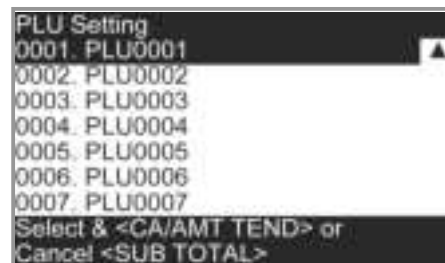 PLU Setting
0001. PLU0001
0002. PLU0002
0003. PLU0003
0004. PLU0004
0005. PLU0005
0006. PLU0006
0007. PLU0007
Select & <CA/AMT TEND> or
Cancel <SUB TOTAL>